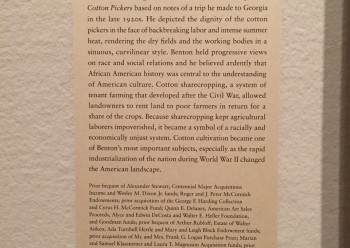 Cotton Pickers based on notes of a trip he made to Georgia
in the late 1920s. He depicted the dignity of the cotton
pickers in the face of backbreaking labor and intense summer
heat, rendering the dry fields and the working bodies in a
sinuous, curvilinear style. Benton held progressive views
on race and social relations and he believed ardently that
African American history was central to the understanding
of American culture. Cotton sharecropping, a system of
tenant farming that developed after the Civil War, allowed
landowners to rent land to poor farmers in return for a
share of the crops. Because sharecropping kept agricultural
laborers impoverished, it became a symbol of a racially and
economically unjust system. Cotton cultivation became one
of Benton's most important subjects, especially as the rapid
industrialization of the nation during World War II changed
the American landscape.
Prior bequest of Alexander Stewart; Centennial Major Acquisitions
Income and Wesley M. Dixon Jr. funds; Roger and J. Peter McCormick
Endowments; prior acquisition of the George F. Harding Collection
and Cyrus H. McCormick Fund; Quinn E. Delaney, American Art Sales
Proceeds, Alyce and Edwin DeCosta and Walter E. Heller Foundation,
and Goodman funds; prior bequest of Arthur Rubloff; Estate of Walter
Aitken; Ada Turnbull Hertle and Mary and Leigh Block Endowment funds;
prior acquisition of Mr. and Mrs. Frank G. Logan Purchase Prize; Marian
and Samuel Klasstorner and Laura T. Magnuson Acquisition funds; prior